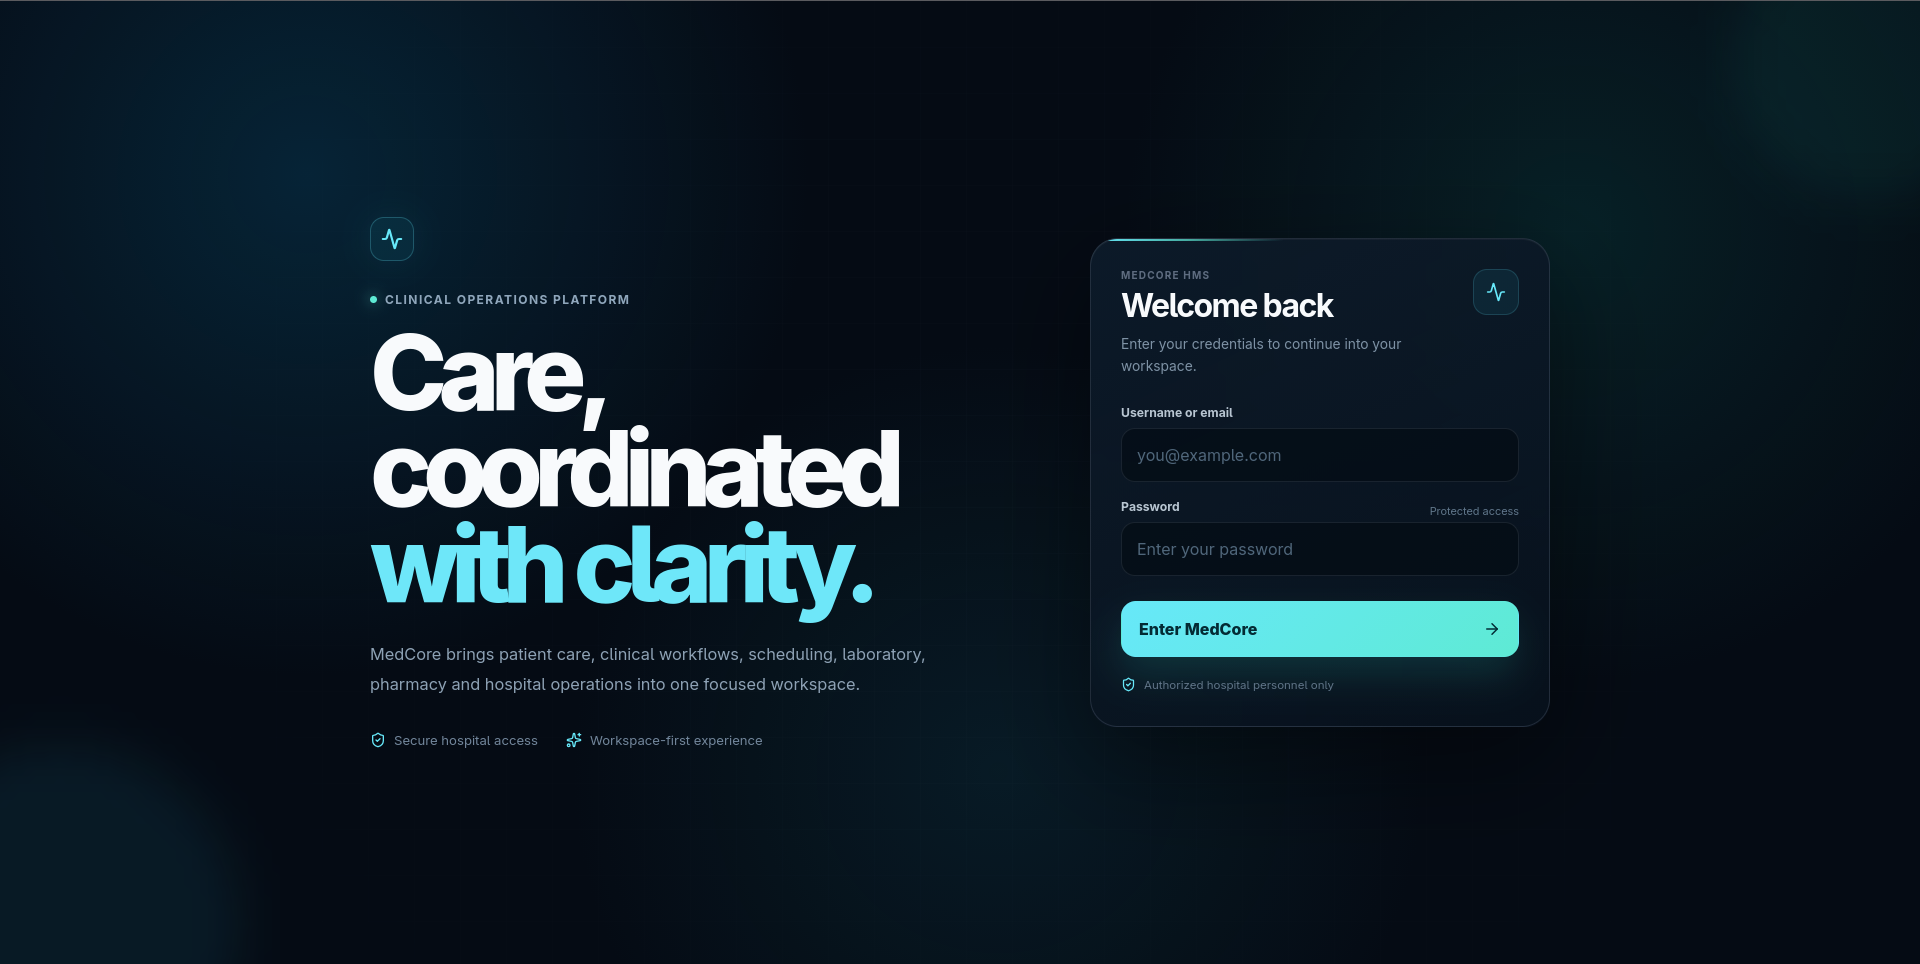 CLINICAL OPERATIONS PLATFORM
Care,
coordinated
with clarity.
MedCore brings patient care, clinical workflows, scheduling, laboratory,
pharmacy and hospital operations into one focused workspace.
Secure hospital access
Workspace-first experience
MEDCORE HMS
Welcome back
Enter your credentials to continue into your
workspace.
Username or email
you@example.com
Password
Protected access
Enter your password
Enter MedCore
Authorized hospital personnel only